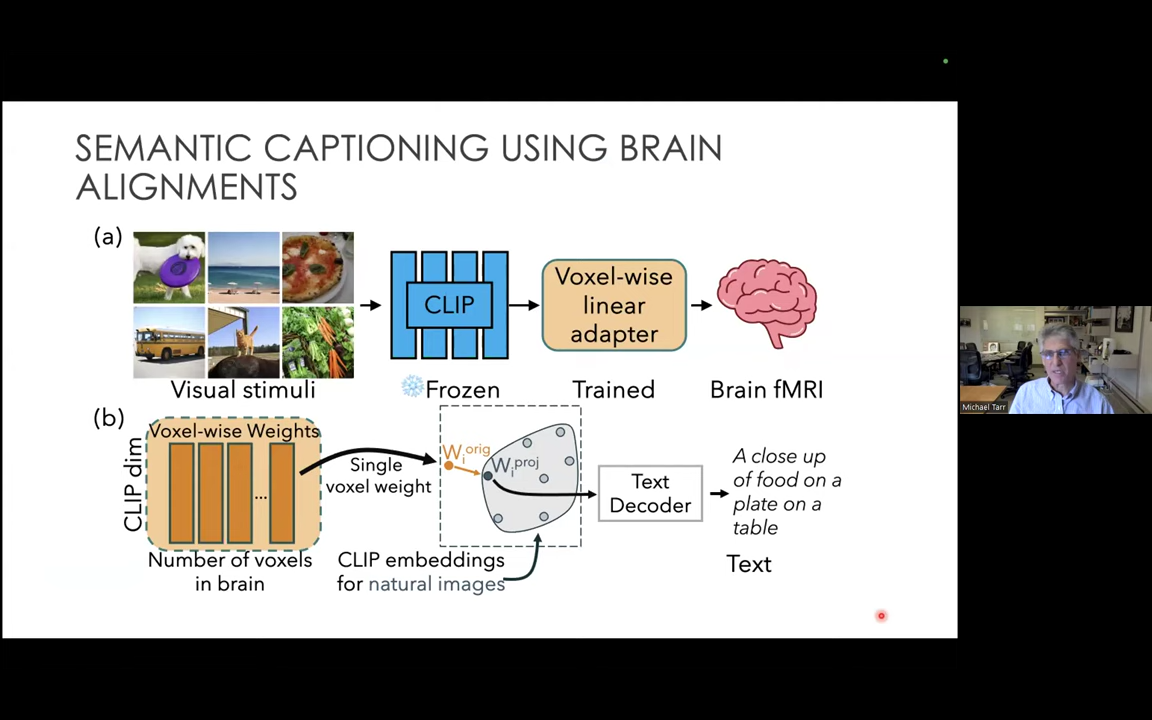 SEMANTIC CAPTIONING USING BRAIN
ALIGNMENTS
(a)
CLIP
Voxel-wise
linear
adapter
Visual stimuli
Frozen
Trained
Brain fMRI
(b)
Voxel-wise Weights
CLIP dim
...
Number of voxels
in brain
Single
voxel weight
W_i^orig
W_i^proj
CLIP embeddings
for natural images
Text
Decoder
A close up
of food on a
plate on a
table
Text
Michael Tarr